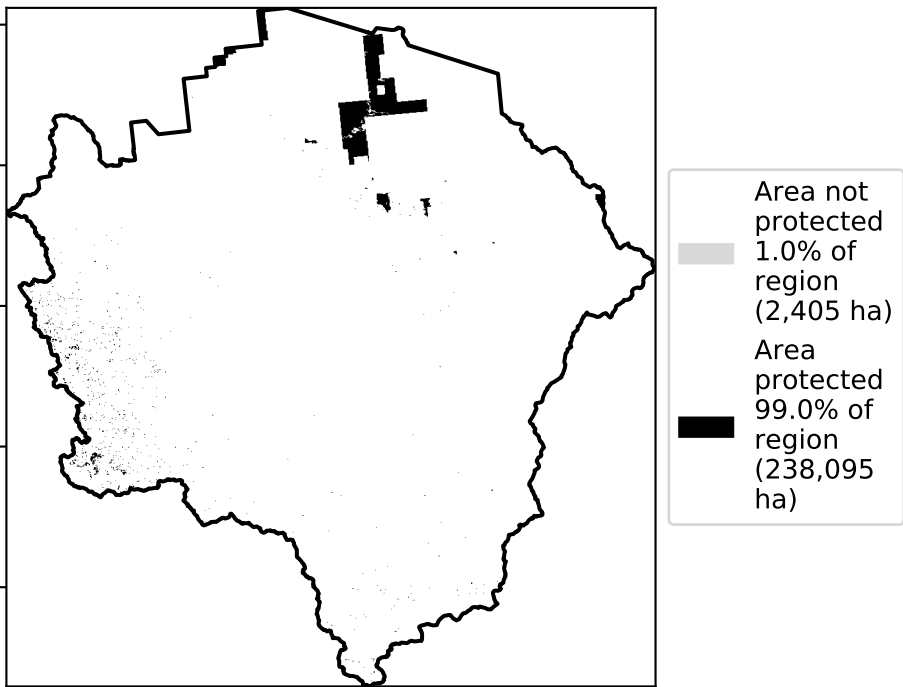 Area not
protected
1.0% of
region
(2,405 ha)
Area
protected
99.0% of
region
(238,095
ha)